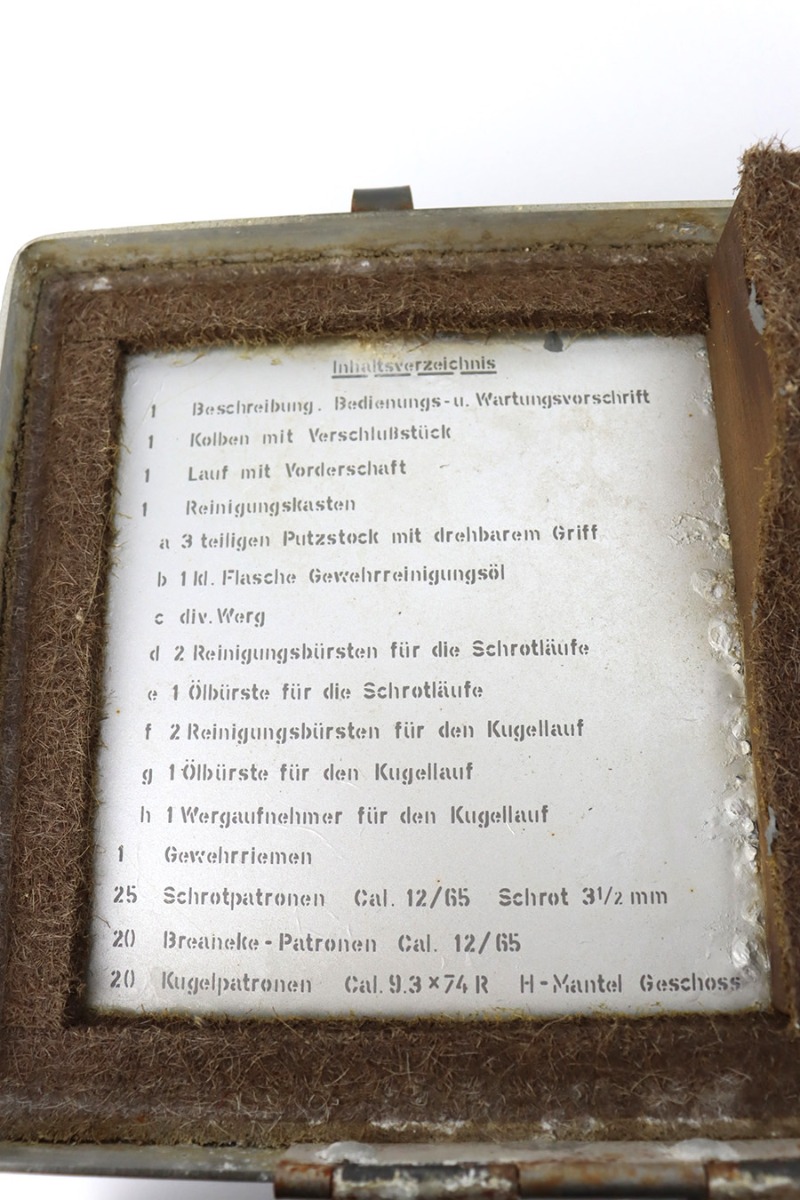 Inhaltsverzeichnis
1 Beschreibung. Bedienungs-u. Wartungsvorschrift
1 Kolben mit Verschlußstück
1 Lauf mit Vorderschaft
1 Reinigungskasten
a 3 teiligen Putzstock mit drehbarem Griff
b 1 kl. Flasche Gewehrreinigungsöl
c div. Werg
d 2 Reinigungsbürsten für die Schrotläufe
e 1 Ölbürste für die Schrotläufe
f 2 Reinigungsbürsten für den Kugellauf
g 1 Ölbürste für den Kugellauf
h 1 Wergaufnehmer für den Kugellauf
1 Gewehrriemen
25 Schrotpatronen Cal. 12/65 Schrot 3 1/2 mm
20 Breaneke-Patronen Cal. 12/65
20 Kugelpatronen Cal. 9.3×74 R H-Mantel Geschoss